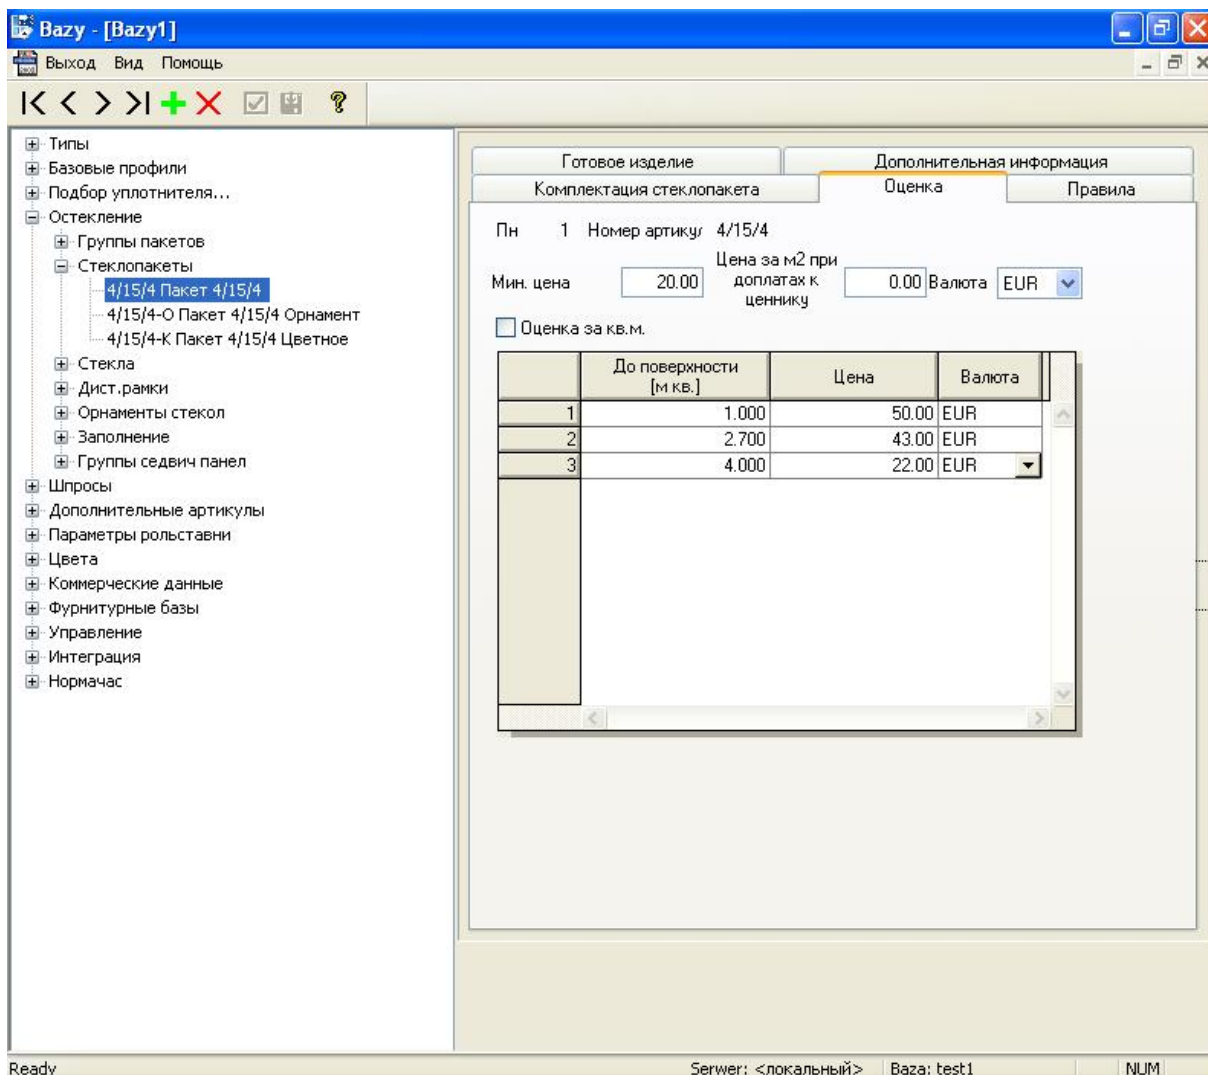 Bazy - [Bazy1]
Выход Вид Помощь
Типы
Базовые профили
Подбор уплотнителя...
Остекление
Группы пакетов
Стеклопакеты
4/15/4 Пакет 4/15/4
4/15/4-О Пакет 4/15/4 Орнамент
4/15/4-К Пакет 4/15/4 Цветное
Стекла
Дист.рамки
Орнаменты стекол
Заполнение
Группы седвич панел
Шпросы
Дополнительные артикулы
Параметры рольставни
Цвета
Коммерческие данные
Фурнитурные базы
Управление
Интеграция
Нормачас
Готовое изделие Дополнительная информация
Комплектация стеклопакета Оценка Правила
Пн 1 Номер артикул 4/15/4
Мин. цена 20.00 Цена за м2 при доплатах к ценнику 0.00 Валюта EUR
Оценка за кв.м.
До поверхности [м кв.] Цена Валюта
1 1.000 50.00 EUR
2 2.700 43.00 EUR
3 4.000 22.00 EUR
Ready Serwer: <локальный> Baza: test1 NUM